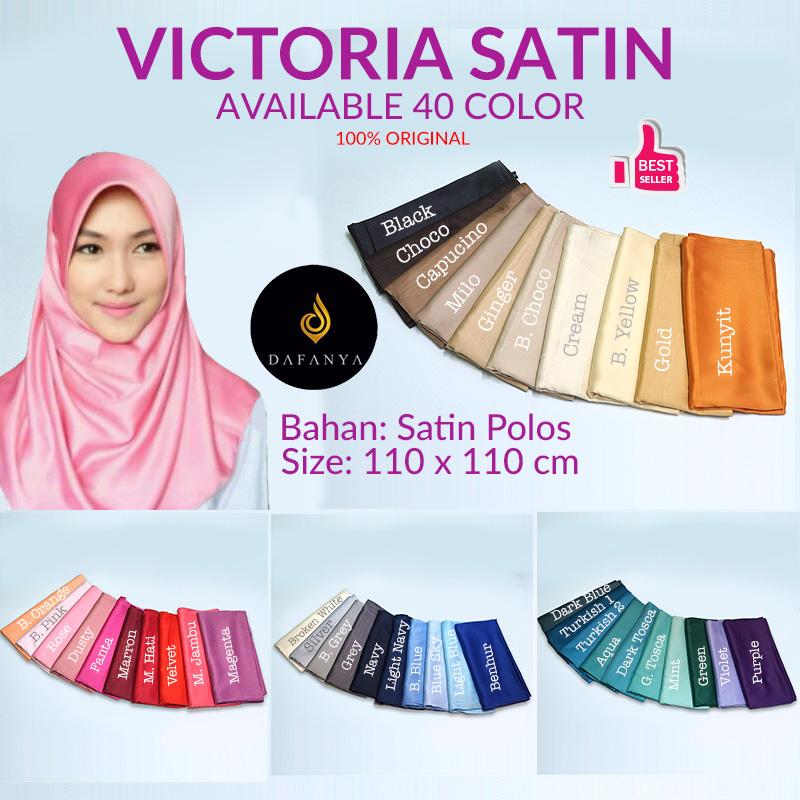 VICTORIA SATIN
AVAILABLE 40 COLOR
100% ORIGINAL
BEST
SELLER
Black
Choco
Capucino
Milo
Ginger
B. Choco
Cream
B. Yellow
Gold
Kunyit
DAFANYA
Bahan: Satin Polos
Size: 110 x 110 cm
B. Orange
B. Pink
Rose
Dusty
Fanta
Marron
M. Hati
Velvet
M. Jambu
Magenta
Broken White
Silver
B. Grey
Grey
Navy
Light Navy
B. Blue
Blue Sky
Light Blue
Benhur
Dark Blue
Turkish 1
Turkish 2
Aqua
Dark Tosca
G. Tosca
Mint
Green
Violet
Purple